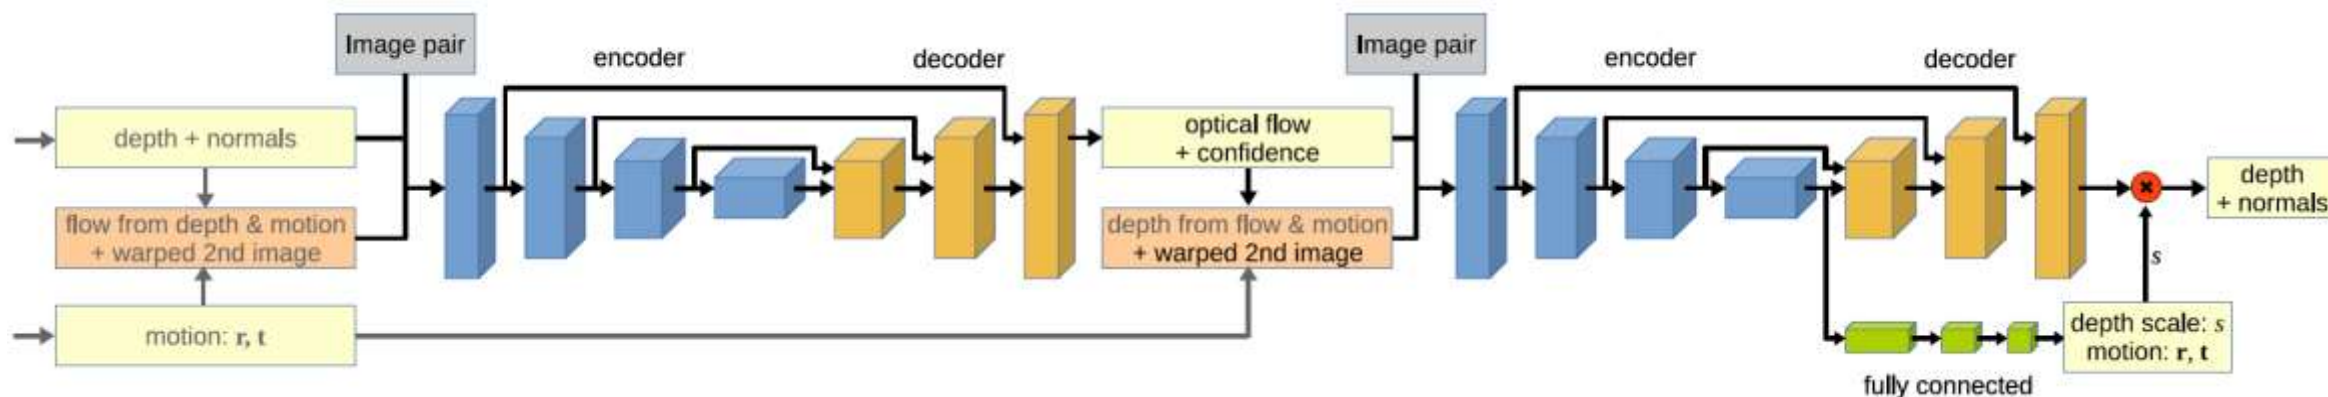 Image pair
encoder
decoder
depth + normals
flow from depth & motion
+ warped 2nd image
motion: r, t
optical flow
+ confidence
depth from flow & motion
+ warped 2nd image
Image pair
encoder
decoder
depth
+ normals
s
depth scale: s
motion: r, t
fully connected